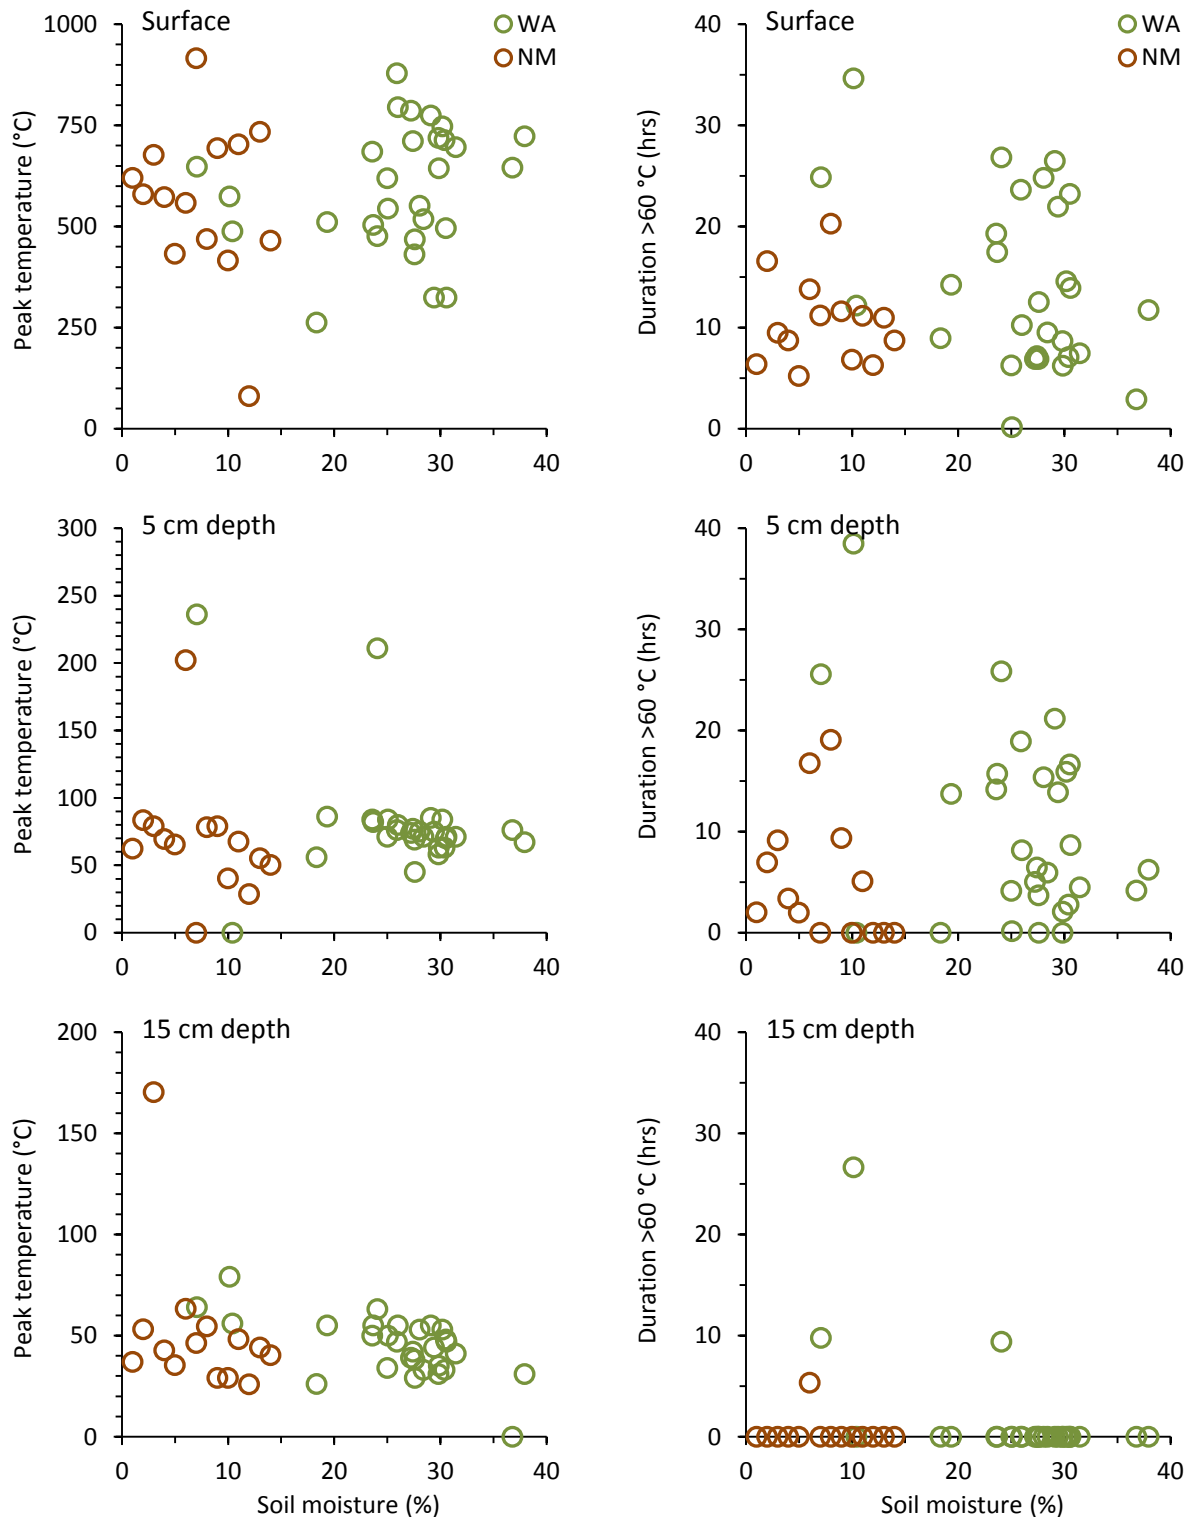 Surface
WA
NM
1000
750
500
250
0
0 10 20 30 40
Peak temperature (°C)
Surface
WA
NM
40
30
20
10
0
0 10 20 30 40
Duration >60 °C (hrs)
5 cm depth
300
250
200
150
100
50
0
0 10 20 30 40
Peak temperature (°C)
5 cm depth
40
30
20
10
0
0 10 20 30 40
Duration >60 °C (hrs)
15 cm depth
200
150
100
50
0
0 10 20 30 40
Peak temperature (°C)
Soil moisture (%)
15 cm depth
40
30
20
10
0
0 10 20 30 40
Duration >60 °C (hrs)
Soil moisture (%)